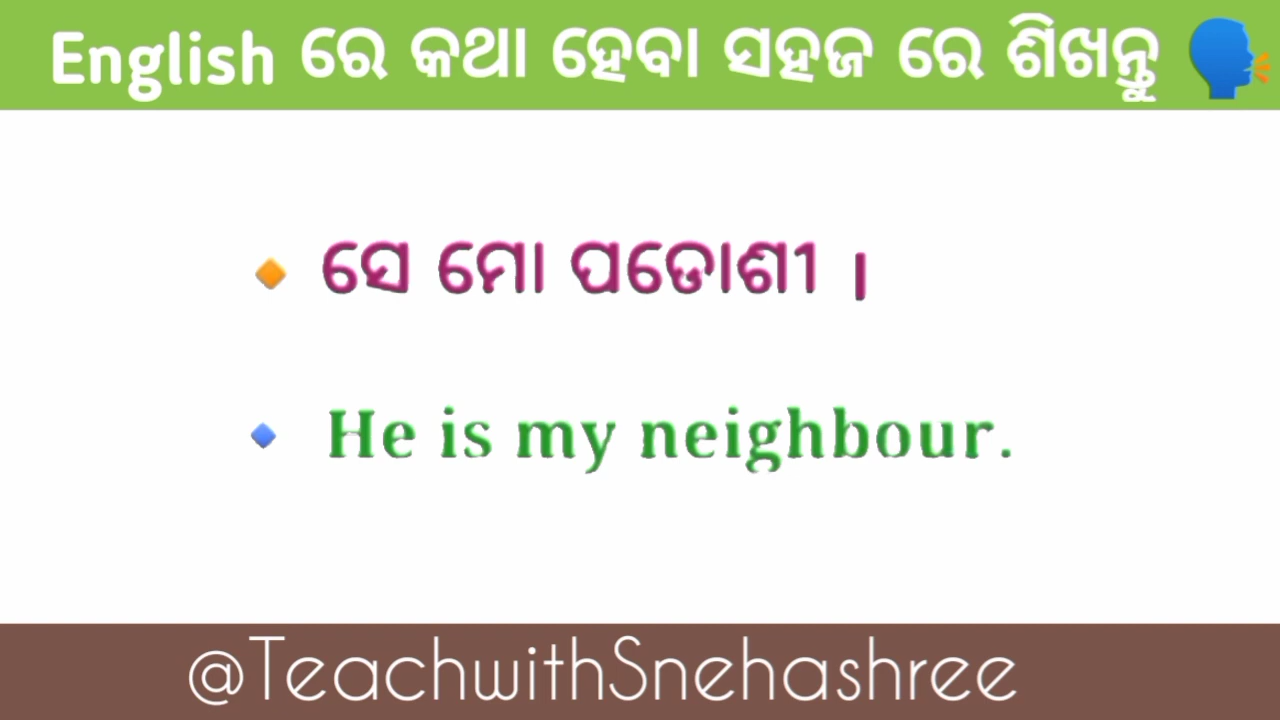 English ରେ କଥା ହେବା ସହଜ ରେ ଶିଖନ୍ତୁ
ସେ ମୋ ପଡୋଶୀ ।
He is my neighbour.
@TeachwithSnehashree